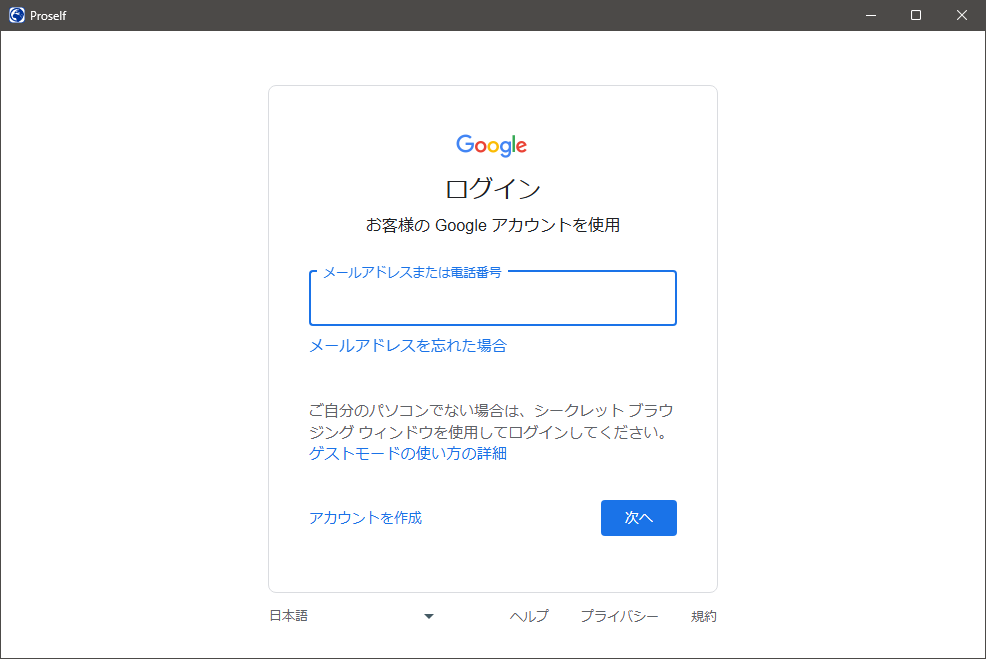 Proself
Google
ログイン
お客様の Google アカウントを使用
メールアドレスまたは電話番号
メールアドレスを忘れた場合
ご自分のパソコンでない場合は、シークレット ブラウ
ジング ウィンドウを使用してログインしてください。
ゲストモードの使い方の詳細
アカウントを作成 次へ
日本語 ヘルプ プライバシー 規約